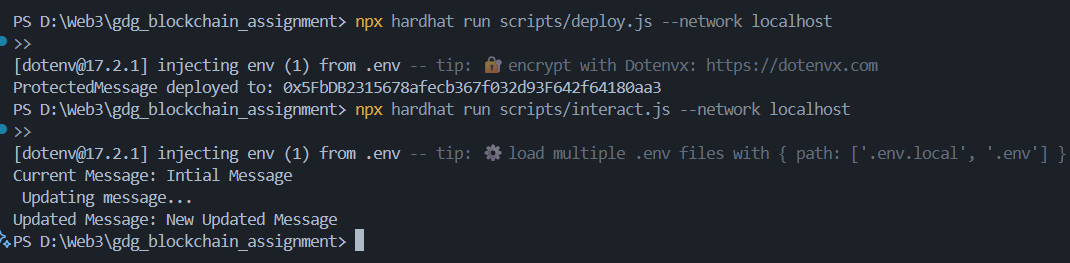 PS D:\Web3\gdg_blockchain_assignment> npx hardhat run scripts/deploy.js --network localhost
>>
[dotenv@17.2.1] injecting env (1) from .env -- tip: 🔐 encrypt with Dotenvx: https://dotenvx.com
ProtectedMessage deployed to: 0x5FbDB2315678afecb367f032d93F642f64180aa3
PS D:\Web3\gdg_blockchain_assignment> npx hardhat run scripts/interact.js --network localhost
>>
[dotenv@17.2.1] injecting env (1) from .env -- tip: ⚙️ load multiple .env files with { path: ['.env.local', '.env'] }
Current Message: Intial Message
 Updating message...
Updated Message: New Updated Message
PS D:\Web3\gdg_blockchain_assignment>